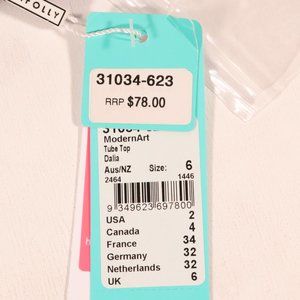 FOLLY
31034-623
RRP $78.00
ModernArt
Tube Top
Dalia
Aus/NZ Size: 6
2464 1446
9 349623 697800
USA 2
Canada 4
France 34
Germany 32
Netherlands 32
UK 6